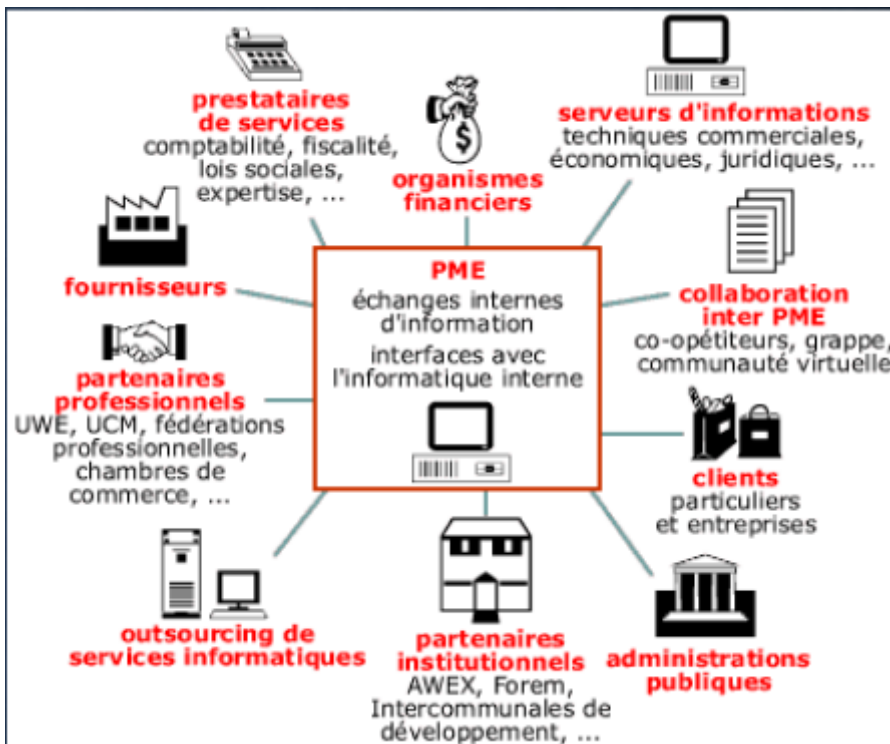 prestataires
de services
comptabilité, fiscalité,
lois sociales,
expertise, ...
organismes
financiers
serveurs d'informations
techniques commerciales,
économiques, juridiques, ...
fournisseurs
PME
échanges internes
d'information
interfaces avec
l'informatique interne
collaboration
inter PME
co-opétiteurs, grappe,
communauté virtuelle
partenaires
professionnels
UWE, UCM, fédérations
professionnelles,
chambres de
commerce, ...
clients
particuliers
et entreprises
outsourcing de
services informatiques
partenaires
institutionnels
AWEX, Forem,
Intercommunales de
développement, ...
administrations
publiques